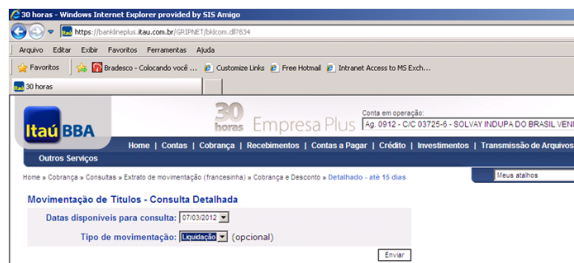 30 horas - Windows Internet Explorer provided by SIS Amigo
https://bankineplus.itau.com.br/GRIPNET/bklcom.dll?834
Arquivo Editar Exibir Favoritos Ferramentas Ajuda
Favoritos Bradesco - Colocando você ... Customize Links Free Hotmail Intranet Access to MS Exch...
30 horas
Itaú BBA
30 horas Empresa Plus
Conta em operação:
Ag. 0912 - C/C 03725-6 - SOLVAY INDUPA DO BRASIL VEN
Home | Contas | Cobrança | Recebimentos | Contas a Pagar | Crédito | Investimentos | Transmissão de Arquivos
Outros Serviços
Home » Cobrança » Consultas » Extrato de movimentação (francesinha) » Cobrança e Desconto » Detalhado - até 15 dias
Meus atalhos
Movimentação de Títulos - Consulta Detalhada
Datas disponíveis para consulta: 07/03/2012
Tipo de movimentação: Liquidação (opcional)
Enviar